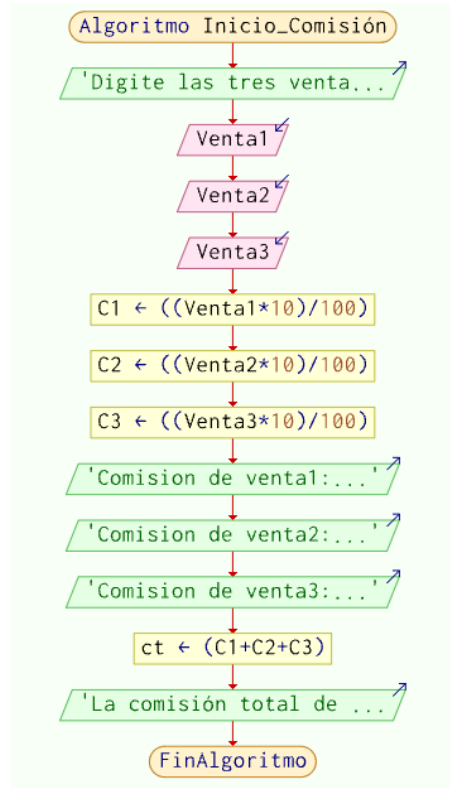 Algoritmo Inicio_Comisión
'Digite las tres venta...
Venta1
Venta2
Venta3
C1 ← ((Venta1*10)/100)
C2 ← ((Venta2*10)/100)
C3 ← ((Venta3*10)/100)
'Comision de venta1:...'
'Comision de venta2:...'
'Comision de venta3:...'
ct ← (C1+C2+C3)
'La comisión total de ...
FinAlgoritmo